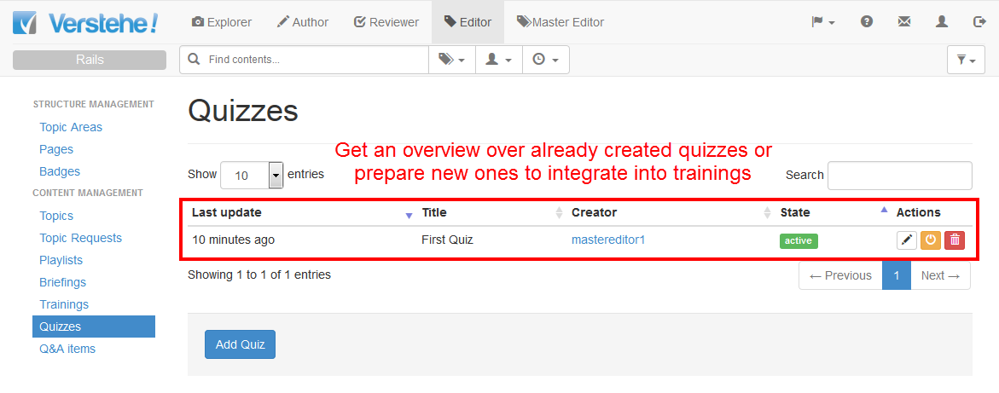 Verstehe!
Explorer Author Reviewer Editor Master Editor
Rails
Find contents...
STRUCTURE MANAGEMENT
Topic Areas
Pages
Badges
CONTENT MANAGEMENT
Topics
Topic Requests
Playlists
Briefings
Trainings
Quizzes
Q&A items
Quizzes
Get an overview over already created quizzes or
prepare new ones to integrate into trainings
Show 10 entries
Search
Last update Title Creator State Actions
10 minutes ago First Quiz mastereditor1 active
Showing 1 to 1 of 1 entries
← Previous 1 Next →
Add Quiz